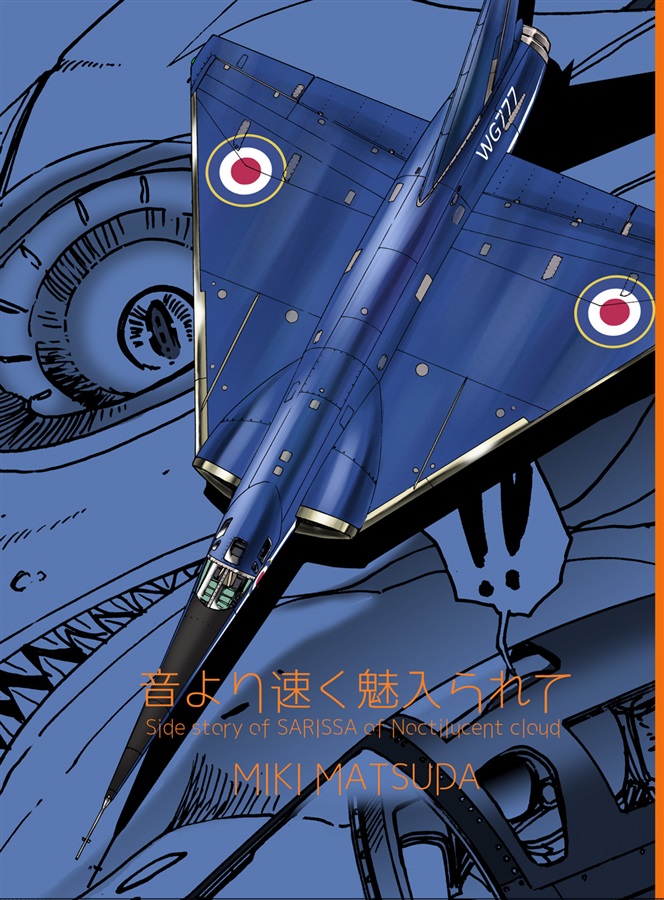 WG777
!!
音より速く魅入られて
Side story of SARISSA of Noctilucent cloud
MIKI MATSUDA